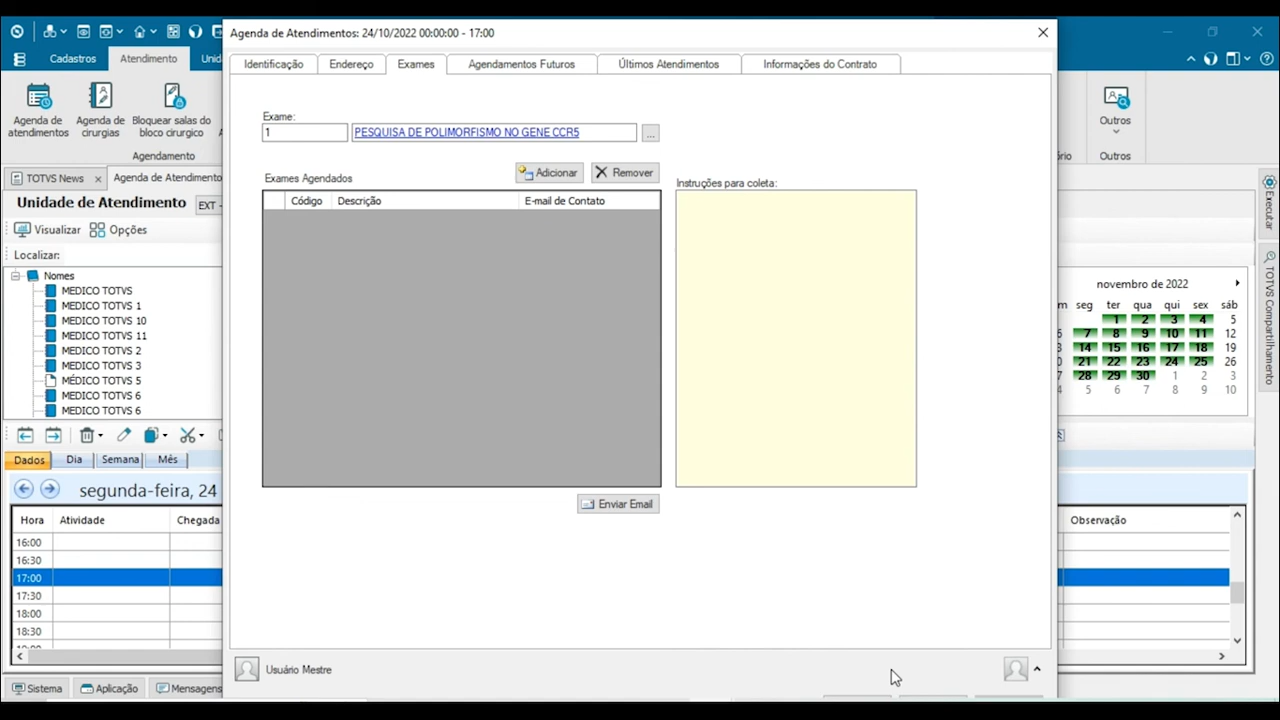 Agenda de Atendimentos: 24/10/2022 00:00:00 - 17:00
Cadastros
Atendimento
Identificação
Endereço
Exames
Agendamentos Futuros
Últimos Atendimentos
Informações do Contrato
Agenda de atendimentos
Agenda de cirurgias
Bloquear salas do bloco cirurgico
Agendamento
Outros
Outros
Exame:
1
PESQUISA DE POLIMORFISMO NO GENE CCR5
...
TOTVS News
Agenda de Atendimento
Exames Agendados
Adicionar
Remover
Instruções para coleta:
Código
Descrição
E-mail de Contato
Unidade de Atendimento
EXT -
Visualizar
Opções
Localizar:
Nomes
MEDICO TOTVS
MEDICO TOTVS 1
MEDICO TOTVS 10
MEDICO TOTVS 11
MEDICO TOTVS 2
MEDICO TOTVS 3
MÉDICO TOTVS 5
MEDICO TOTVS 6
MEDICO TOTVS 6
Executar
TOTVS Compartilhamento
novembro de 2022
seg ter qua qui sex sáb
1 2 3 4 5
7 8 9 10 11 12
14 15 16 17 18 19
21 22 23 24 25 26
28 29 30 1 2 3
4 5 6 7 8 9 10
Dados
Dia
Semana
Mês
segunda-feira, 24
Enviar Email
Hora
Atividade
Chegada
Observação
16:00
16:30
17:00
17:30
18:00
18:30
Usuário Mestre
Sistema
Aplicação
Mensagens